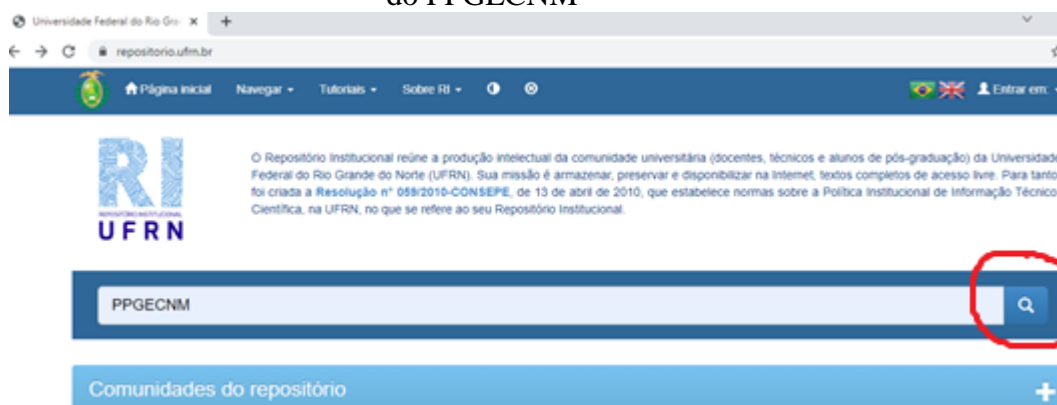 do PPGECNM
Universidade Federal do Rio Gra
repositorio.ufrn.br
Página inicial Navegar Tutoriais Sobre RI Entrar em:
RI
REPOSITÓRIO INSTITUCIONAL
UFRN
O Repositório Institucional reúne a produção intelectual da comunidade universitária (docentes, técnicos e alunos de pós-graduação) da Universidade
Federal do Rio Grande do Norte (UFRN). Sua missão é armazenar, preservar e disponibilizar na Internet, textos completos de acesso livre. Para tanto
foi criada a Resolução n° 059/2010-CONSEPE, de 13 de abril de 2010, que estabelece normas sobre a Política Institucional de Informação Técnico
Científica, na UFRN, no que se refere ao seu Repositório Institucional.
PPGECNM
Comunidades do repositório